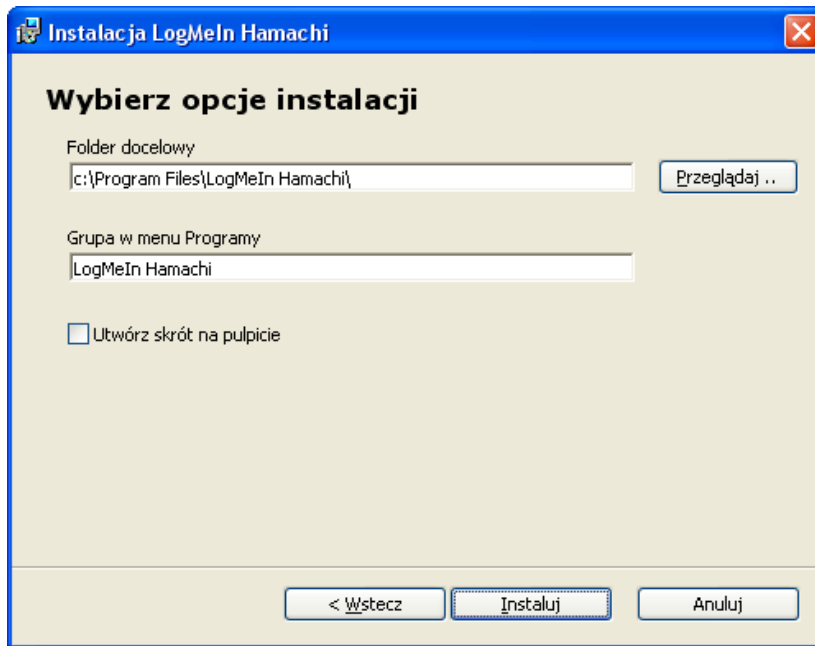 Instalacja LogMeIn Hamachi
Wybierz opcje instalacji
Folder docelowy
c:\Program Files\LogMeIn Hamachi\
Przeglądaj ..
Grupa w menu Programy
LogMeIn Hamachi
Utwórz skrót na pulpicie
< Wstecz
Instaluj
Anuluj